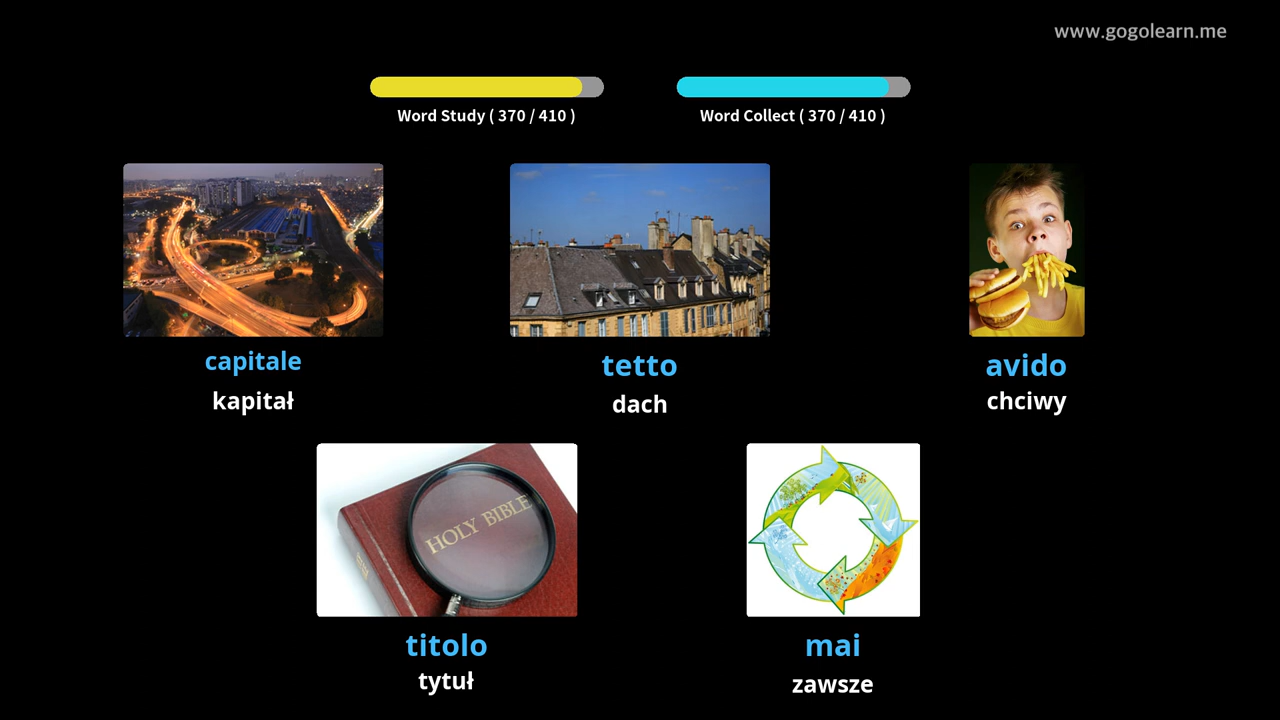 www.gogolearn.me
Word Study ( 370 / 410 )
Word Collect ( 370 / 410 )
capitale
kapitał
tetto
dach
avido
chciwy
HOLY BIBLE
titolo
tytuł
mai
zawsze